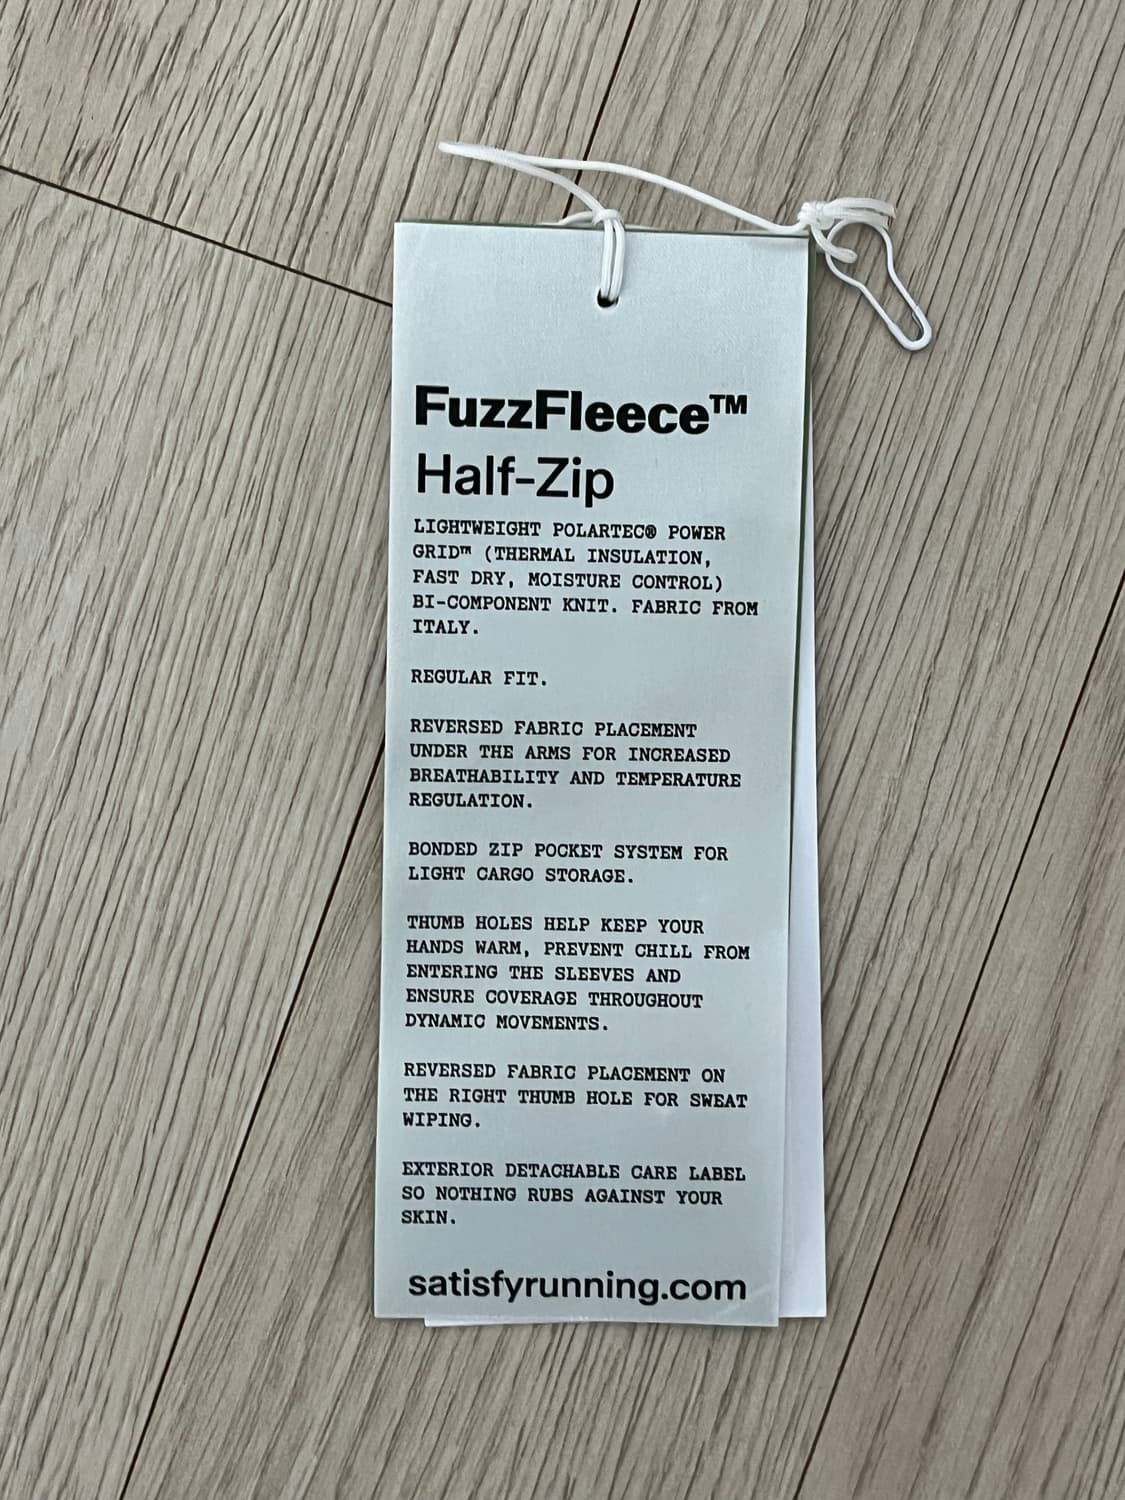 FuzzFleece™
Half-Zip
LIGHTWEIGHT POLARTEC® POWER
GRID™ (THERMAL INSULATION,
FAST DRY, MOISTURE CONTROL)
BI-COMPONENT KNIT. FABRIC FROM
ITALY.
REGULAR FIT.
REVERSED FABRIC PLACEMENT
UNDER THE ARMS FOR INCREASED
BREATHABILITY AND TEMPERATURE
REGULATION.
BONDED ZIP POCKET SYSTEM FOR
LIGHT CARGO STORAGE.
THUMB HOLES HELP KEEP YOUR
HANDS WARM, PREVENT CHILL FROM
ENTERING THE SLEEVES AND
ENSURE COVERAGE THROUGHOUT
DYNAMIC MOVEMENTS.
REVERSED FABRIC PLACEMENT ON
THE RIGHT THUMB HOLE FOR SWEAT
WIPING.
EXTERIOR DETACHABLE CARE LABEL
SO NOTHING RUBS AGAINST YOUR
SKIN.
satisfyrunning.com